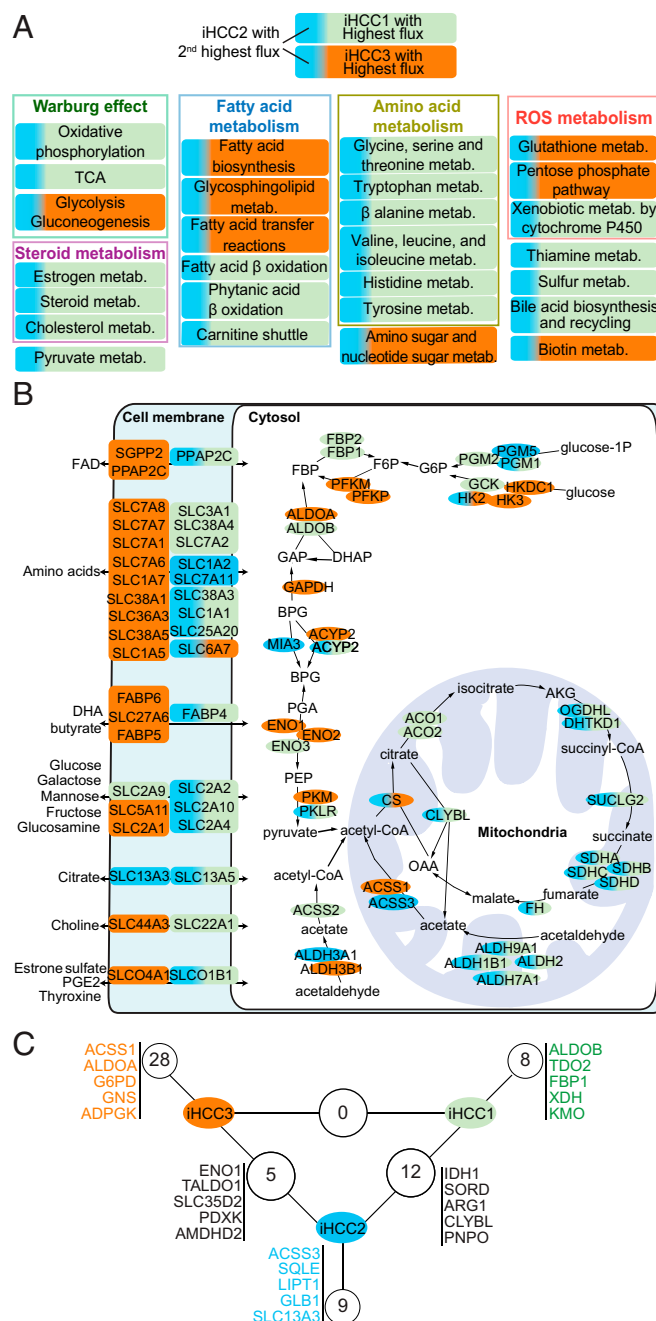 A
iHCC2 with
2nd highest flux
iHCC1 with
Highest flux
iHCC3 with
Highest flux
Warburg effect
Oxidative
phosphorylation
TCA
Glycolysis
Gluconeogenesis
Steroid metabolism
Estrogen metab.
Steroid metab.
Cholesterol metab.
Pyruvate metab.
Fatty acid
metabolism
Fatty acid
biosynthesis
Glycosphingolipid
metab.
Fatty acid transfer
reactions
Fatty acid β oxidation
Phytanic acid
β oxidation
Carnitine shuttle
Amino acid
metabolism
Glycine, serine and
threonine metab.
Tryptophan metab.
β alanine metab.
Valine, leucine, and
isoleucine metab.
Histidine metab.
Tyrosine metab.
Amino sugar and
nucleotide sugar metab.
ROS metabolism
Glutathione metab.
Pentose phosphate
pathway
Xenobiotic metab. by
cytochrome P450
Thiamine metab.
Sulfur metab.
Bile acid biosynthesis
and recycling
Biotin metab.
B
Cell membrane
Cytosol
FAD
SGPP2
PPAP2C
PPAP2C
Amino acids
SLC7A8
SLC7A7
SLC7A1
SLC7A6
SLC1A7
SLC38A1
SLC36A3
SLC38A5
SLC1A5
SLC3A1
SLC38A4
SLC7A2
SLC1A2
SLC7A11
SLC38A3
SLC1A1
SLC25A20
SLC6A7
DHA
butyrate
FABP6
SLC27A6
FABP5
FABP4
Glucose
Galactose
Mannose
Fructose
Glucosamine
SLC2A9
SLC5A11
SLC2A1
SLC2A2
SLC2A10
SLC2A4
Citrate
SLC13A3
SLC13A5
Choline
SLC44A3
SLC22A1
Estrone sulfate
PGE2
Thyroxine
SLCO4A1
SLCO1B1
FBP2
FBP1
FBP
F6P
G6P
PFKM
PFKP
PGM2
PGM5
PGM1
glucose-1P
GCK
HKDC1
HK2
HK3
glucose
ALDOA
ALDOB
GAP
DHAP
GAPDH
BPG
MIA3
ACYP2
ACYP2
BPG
PGA
ENO1
ENO2
ENO3
PEP
PKM
PKLR
pyruvate
acetyl-CoA
acetyl-CoA
ACSS2
acetate
ALDH3A1
ALDH3B1
acetaldehyde
isocitrate
ACO1
ACO2
citrate
CS
CLYBL
AKG
OGDHL
DHTKD1
succinyl-CoA
SUCLG2
succinate
Mitochondria
SDHA
SDHC
SDHB
SDHD
fumarate
FH
malate
OAA
ACSS1
ACSS3
acetate
acetaldehyde
ALDH9A1
ALDH1B1
ALDH2
ALDH7A1
C
ACSS1
ALDOA
G6PD
GNS
ADPGK
28
iHCC3
0
iHCC1
8
ALDOB
TDO2
FBP1
XDH
KMO
ENO1
TALDO1
SLC35D2
PDXK
AMDHD2
5
12
IDH1
SORD
ARG1
CLYBL
PNPO
iHCC2
ACSS3
SQLE
LIPT1
GLB1
SLC13A3
9